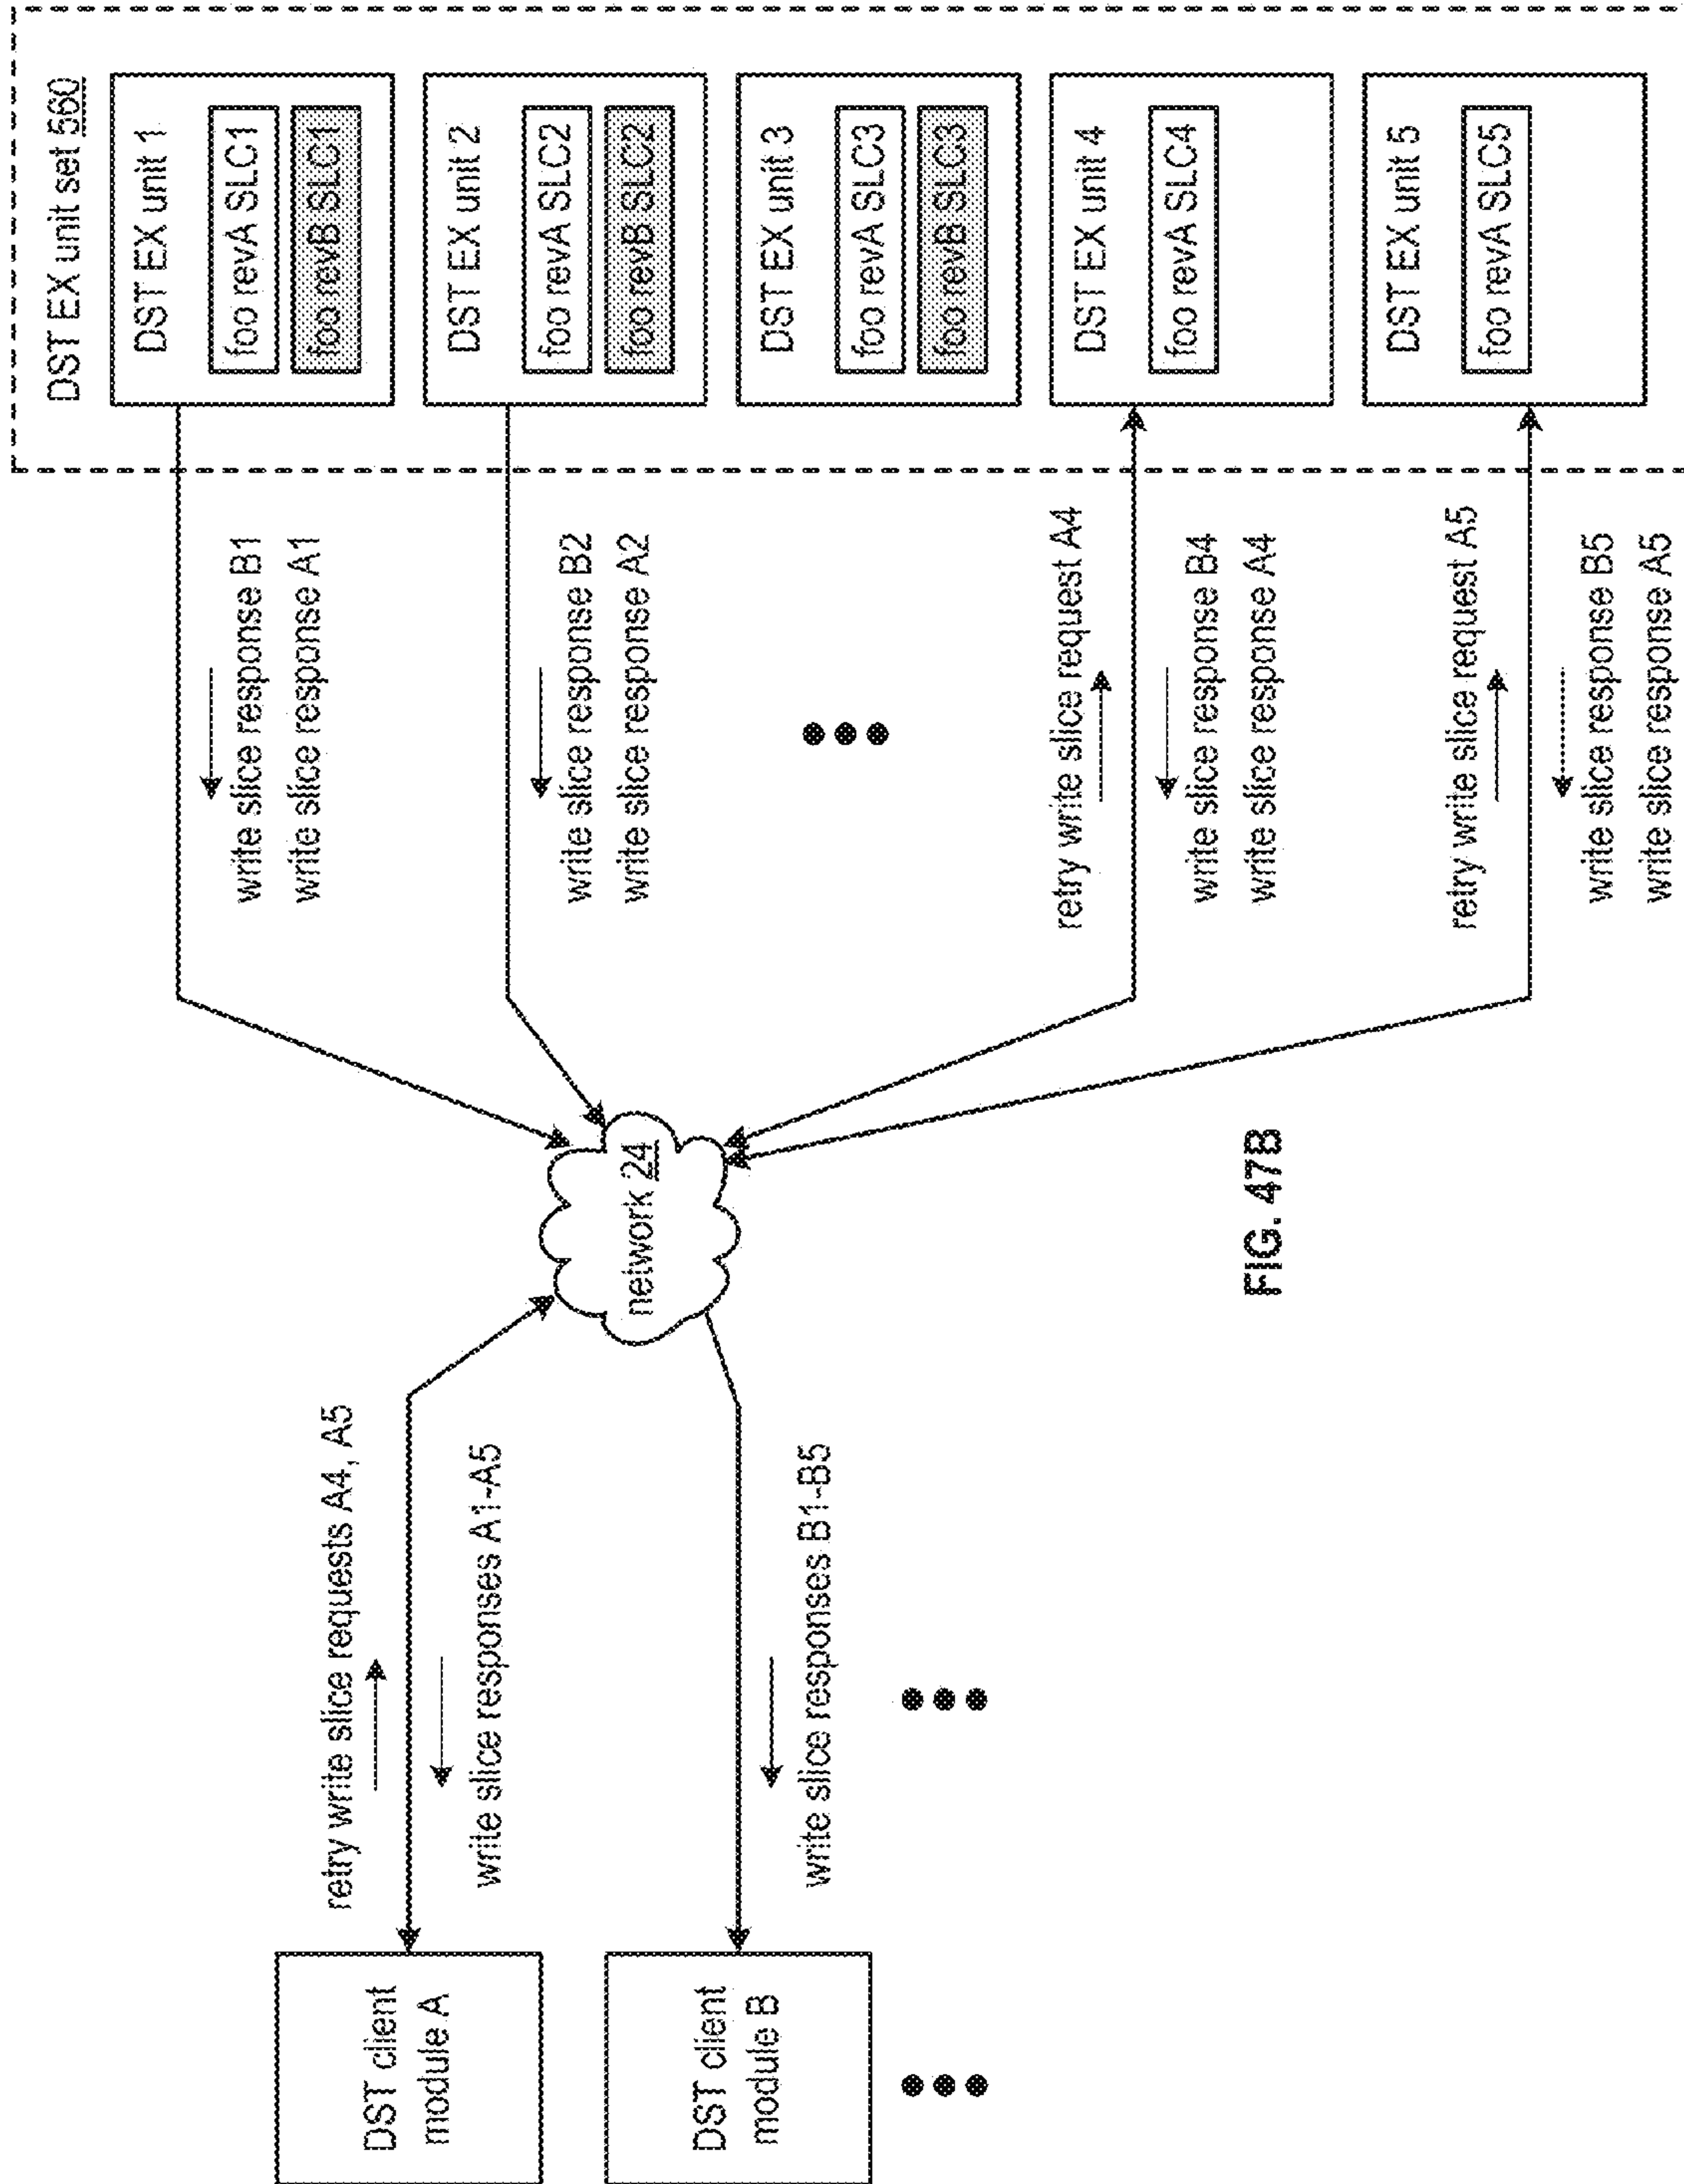 DST client
module A
DST client
module B
retry write slice requests A4, A5
write slice responses A1-A5
write slice responses B1-B5
network 24
FIG. 47B
write slice response B1
write slice response A1
write slice response B2
write slice response A2
retry write slice request A4
write slice response B4
write slice response A4
retry write slice request A5
write slice response B5
write slice response A5
DST EX unit set 560
DST EX unit 1
foo revA SLC1
foo revB SLC1
DST EX unit 2
foo revA SLC2
foo revB SLC2
DST EX unit 3
foo revA SLC3
foo revB SLC3
DST EX unit 4
foo revA SLC4
DST EX unit 5
foo revA SLC5